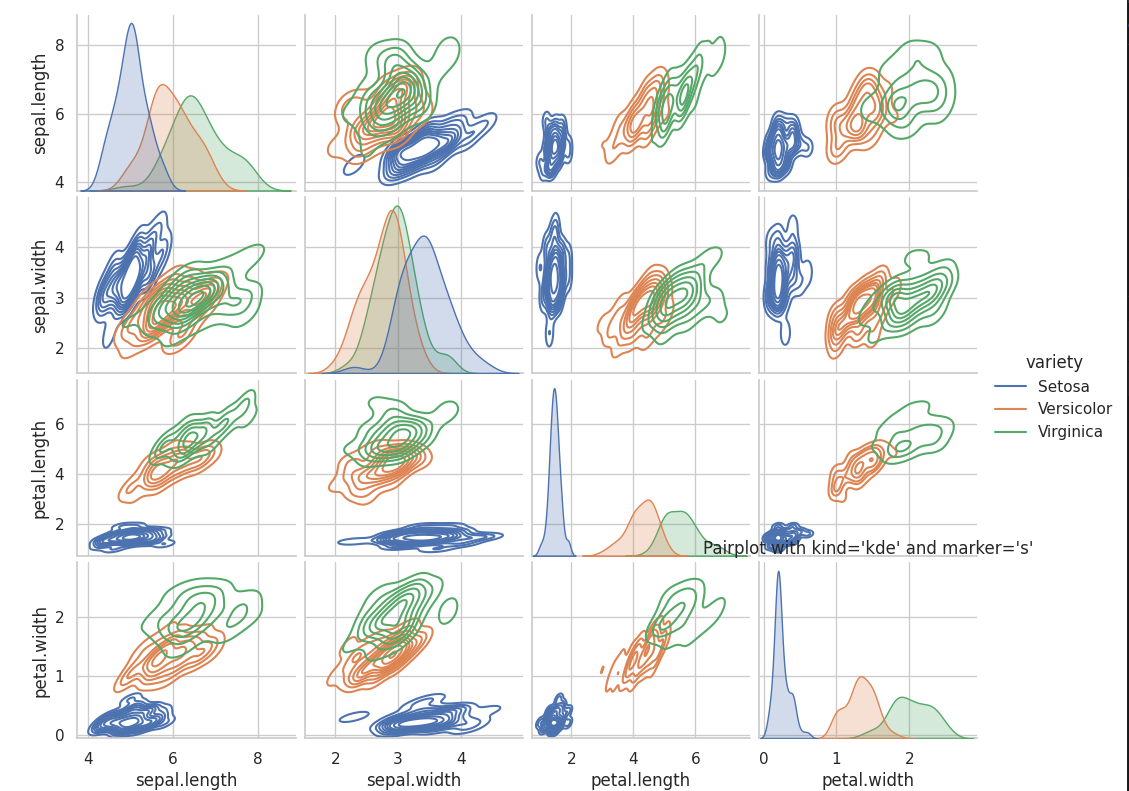 8
6
4
sepal.length
4
3
2
sepal.width
variety
Setosa
Versicolor
Virginica
6
4
2
petal.length
Pairplot with kind='kde' and marker='s'
2
1
0
petal.width
4 6 8 2 3 4 2 4 6 0 1 2
sepal.length sepal.width petal.length petal.width